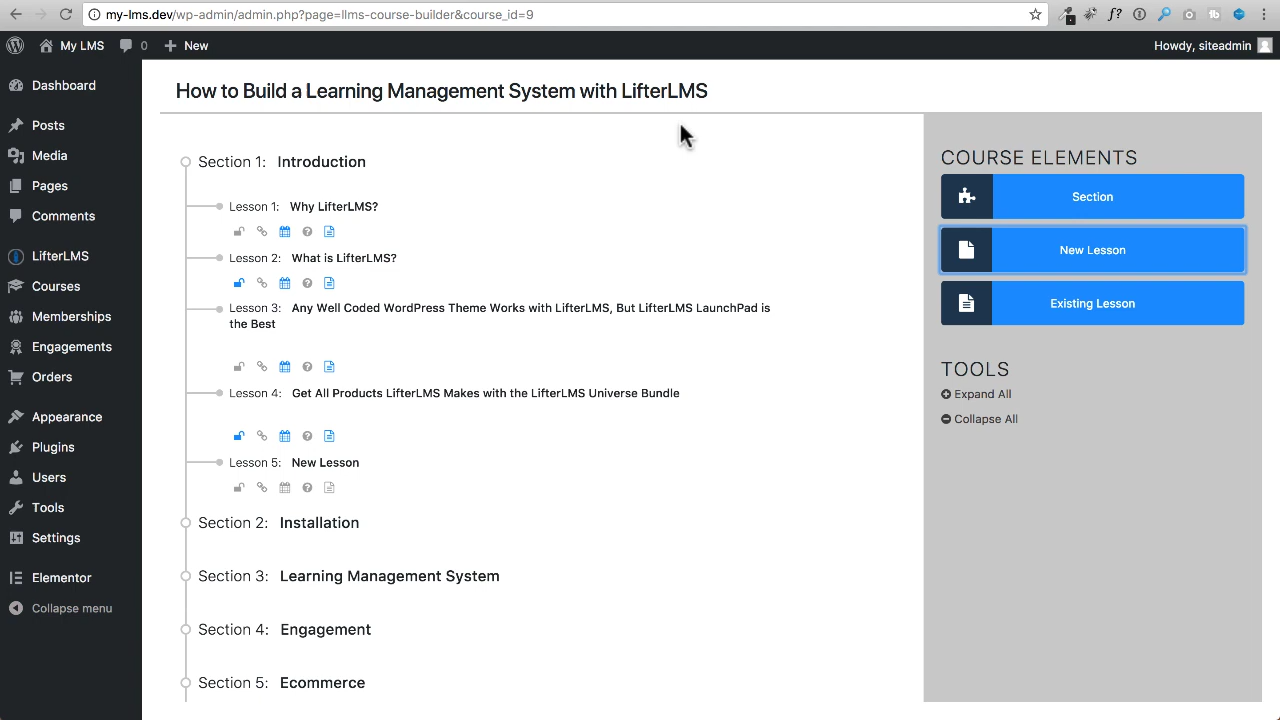 my-lms.dev/wp-admin/admin.php?page=llms-course-builder&course_id=9
My LMS
0
New
Howdy, siteadmin
Dashboard
Posts
Media
Pages
Comments
LifterLMS
Courses
Memberships
Engagements
Orders
Appearance
Plugins
Users
Tools
Settings
Elementor
Collapse menu
How to Build a Learning Management System with LifterLMS
Section 1: Introduction
Lesson 1: Why LifterLMS?
Lesson 2: What is LifterLMS?
Lesson 3: Any Well Coded WordPress Theme Works with LifterLMS, But LifterLMS LaunchPad is
the Best
Lesson 4: Get All Products LifterLMS Makes with the LifterLMS Universe Bundle
Lesson 5: New Lesson
Section 2: Installation
Section 3: Learning Management System
Section 4: Engagement
Section 5: Ecommerce
COURSE ELEMENTS
Section
New Lesson
Existing Lesson
TOOLS
Expand All
Collapse All